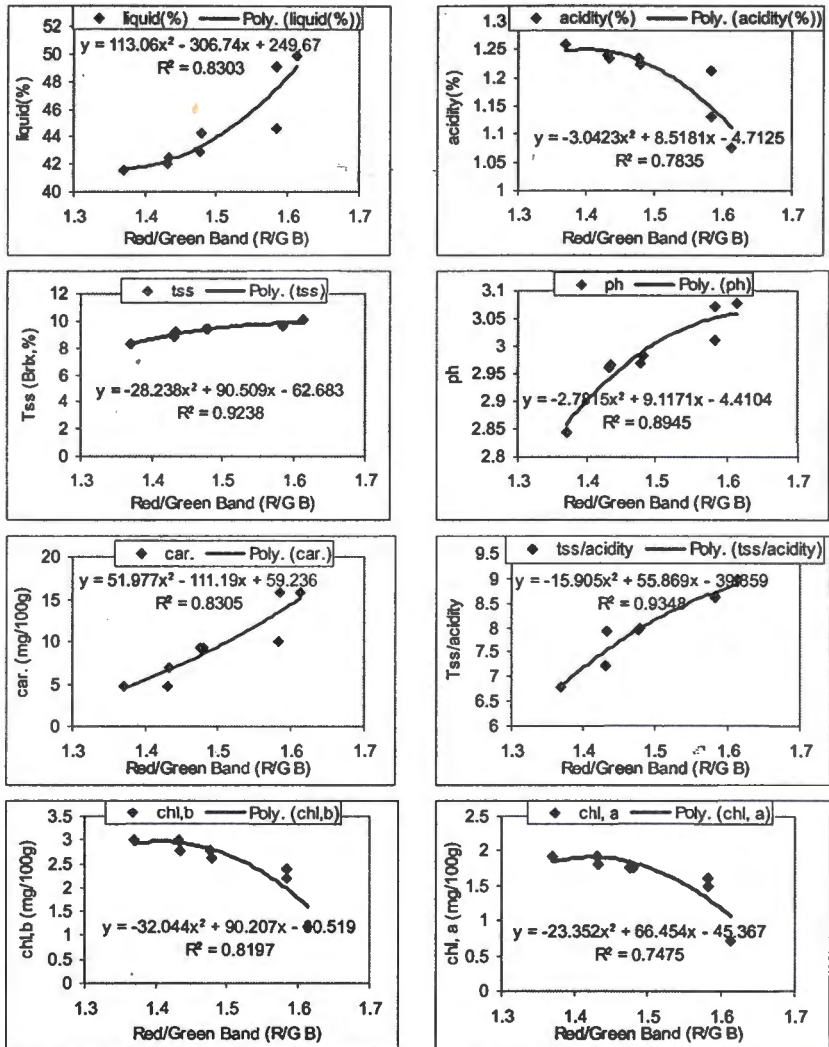 liquid(%) Poly. (liquid(%))
y = 113.06x² - 306.74x + 249.67
R² = 0.8303
liquid(%)
50
48
46
44
42
40
1.3 1.4 1.5 1.6 1.7
Red/Green Band (R/G B)
acidity(%) Poly. (acidity(%))
acidity(%)
1.3
1.25
1.2
1.15
1.1
1.05
1
y = -3.0423x² + 8.5181x - 4.7125
R² = 0.7835
1.3 1.4 1.5 1.6 1.7
Red/Green Band (R/G B)
tss Poly. (tss)
Tss (Brix,%)
12
10
8
6
4
2
0
y = -28.238x² + 90.509x - 62.683
R² = 0.9238
1.3 1.4 1.5 1.6 1.7
Red/Green Band (R/G B)
ph Poly. (ph)
ph
3.1
3.05
3
2.95
2.9
2.85
2.8
y = -2.7815x² + 9.1171x - 4.4104
R² = 0.8945
1.3 1.4 1.5 1.6 1.7
Red/Green Band (R/G B)
car. Poly. (car.)
y = 51.977x² - 111.19x + 59.236
R² = 0.8305
car. (mg/100g)
20
15
10
5
0
1.3 1.4 1.5 1.6 1.7
Red/Green Band (R/G B)
tss/acidity Poly. (tss/acidity)
y = -15.905x² + 55.869x - 39.859
R² = 0.9348
Tss/acidity
9.5
9
8.5
8
7.5
7
6.5
6
1.3 1.4 1.5 1.6 1.7
Red/Green Band (R/G B)
chl,b Poly. (chl,b)
chl,b (mg/100g)
3.5
3
2.5
2
1.5
1
0.5
0
y = -32.044x² + 90.207x - 60.519
R² = 0.8197
1.3 1.4 1.5 1.6 1.7
Red/Green Band (R/G B)
chl, a Poly. (chl, a)
chl, a (mg/100g)
2.5
2
1.5
1
0.5
0
y = -23.352x² + 66.454x - 45.367
R² = 0.7475
1.3 1.4 1.5 1.6 1.7
Red/Green Band (R/G B)